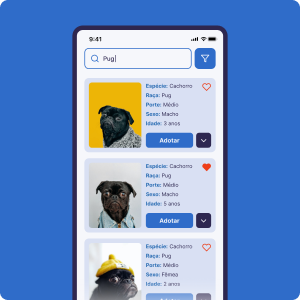 9:41
Pug
Espécie: Cachorro
Raça: Pug
Porte: Médio
Sexo: Macho
Idade: 3 anos
Adotar
Espécie: Cachorro
Raça: Pug
Porte: Médio
Sexo: Macho
Idade: 5 anos
Adotar
Espécie: Cachorro
Raça: Pug
Porte: Médio
Sexo: Fêmea
Idade: 2 anos
Adotar